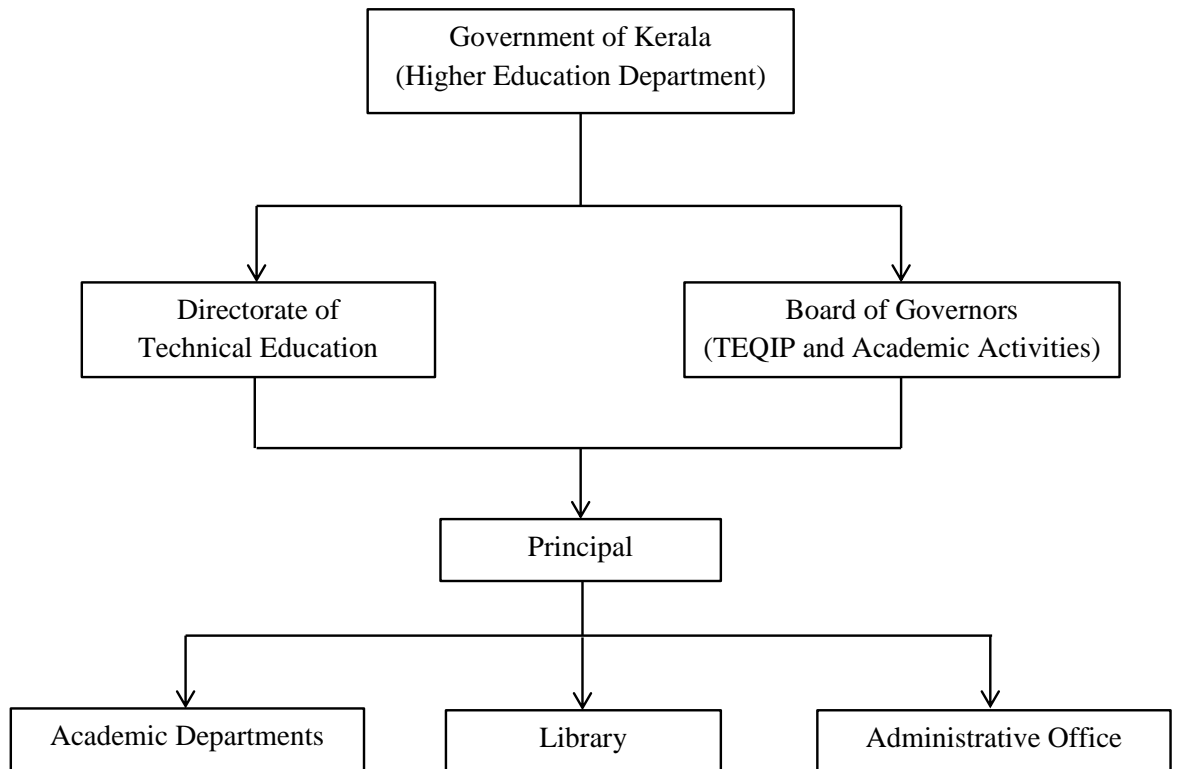 Government of Kerala
(Higher Education Department)
Directorate of
Technical Education
Board of Governors
(TEQIP and Academic Activities)
Principal
Academic Departments
Library
Administrative Office